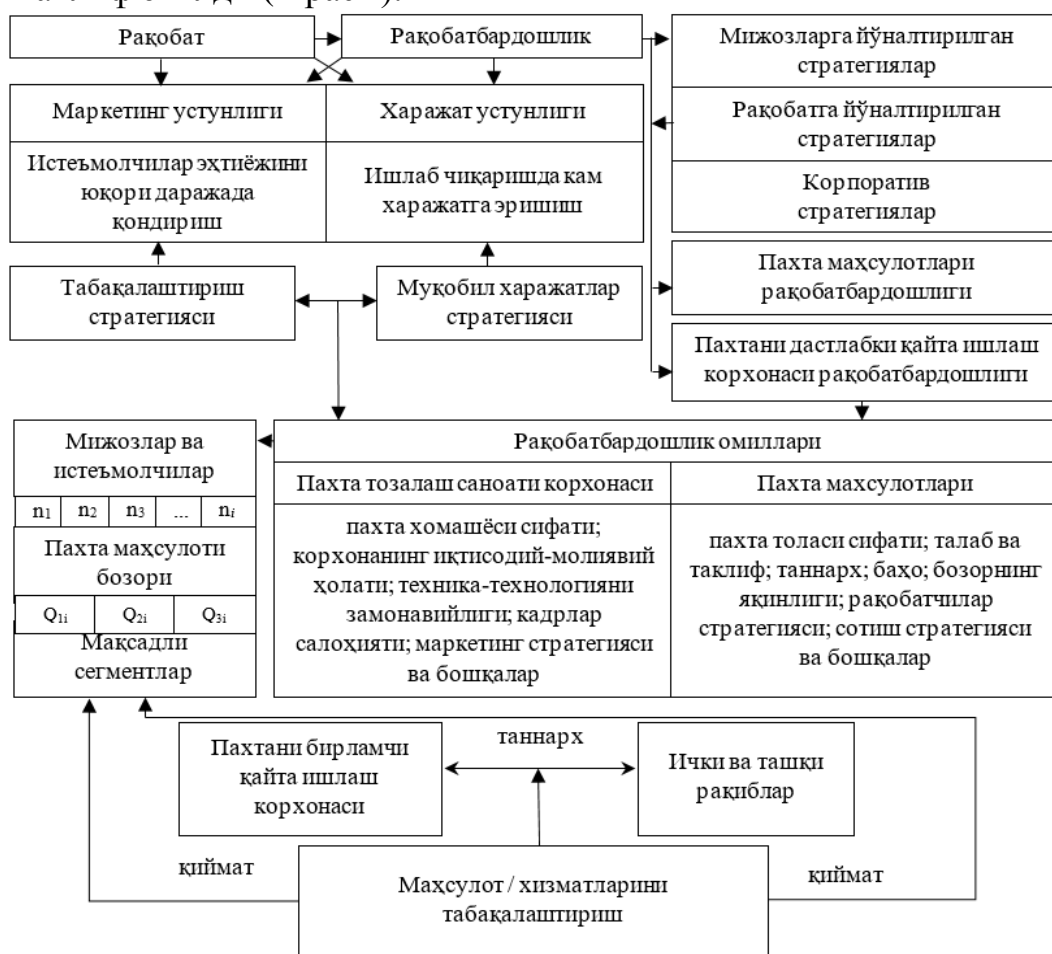 Рақобат
Рақобатбардошлик
Мижозларга йўналтирилган
стратегиялар
Рақобатга йўналтирилган
стратегиялар
Корпоратив
стратегиялар
Маркетинг устунлиги
Харажат устунлиги
Истеъмолчилар эҳтиёжини
юқори даражада
қондириш
Ишлаб чиқаришда кам
харажатга эришиш
Табақалаштириш
стратегияси
Муқобил харажатлар
стратегияси
Пахта маҳсулотлари
рақобатбардошлиги
Пахтани дастлабки қайта ишлаш
корхонаси рақобатбардошлиги
Мижозлар ва
истеъмолчилар
n1 n2 n3 ... ni
Пахта маҳсулоти
бозори
Q1i Q2i Q3i
Мақсадли
сегментлар
Рақобатбардошлик омиллари
Пахта тозалаш саноати корхонаси
Пахта махсулотлари
пахта хомашёси сифати;
корхонанинг иқтисодий-молиявий
ҳолати; техника-технологияни
замонавийлиги; кадрлар
салоҳияти; маркетинг стратегияси
ва бошқалар
пахта толаси сифати; талаб ва
таклиф; таннарх; баҳо; бозорнинг
яқинлиги; рақобатчилар
стратегияси; сотиш стратегияси
ва бошқалар
Пахтани бирламчи
қайта ишлаш
корхонаси
таннарх
Ички ва ташқи
рақиблар
қиймат
Маҳсулот / хизматларини
табақалаштириш
қиймат